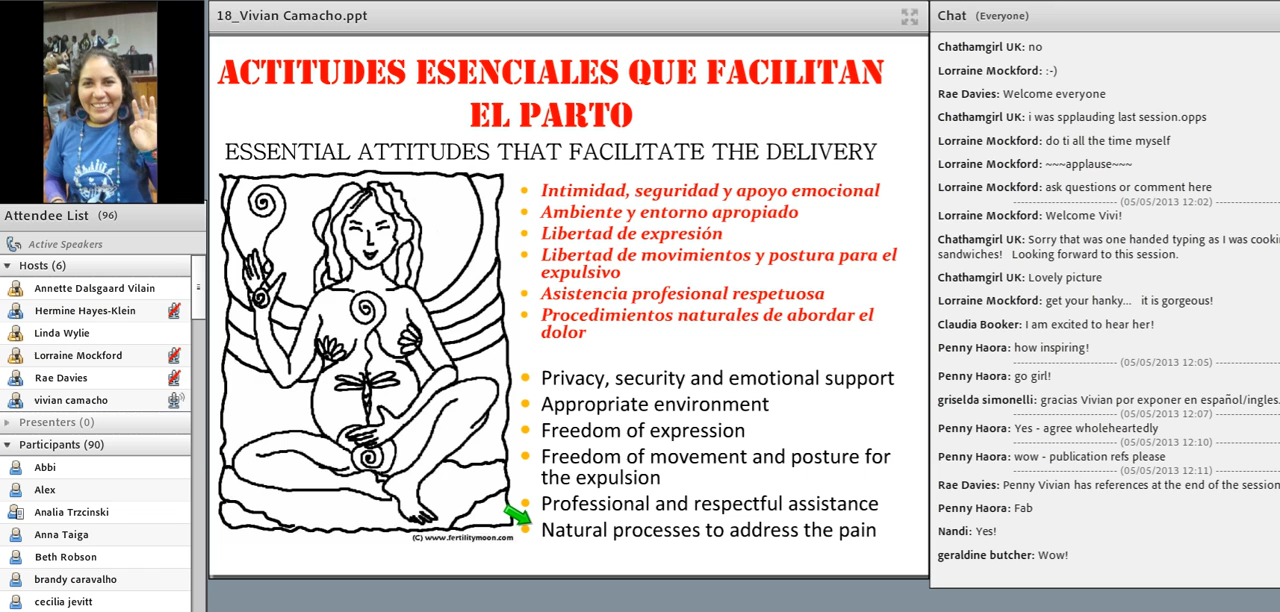 18_Vivian Camacho.ppt
ACTITUDES ESENCIALES QUE FACILITAN
EL PARTO
ESSENTIAL ATTITUDES THAT FACILITATE THE DELIVERY
Intimidad, seguridad y apoyo emocional
Ambiente y entorno apropiado
Libertad de expresión
Libertad de movimientos y postura para el
expulsivo
Asistencia profesional respetuosa
Procedimientos naturales de abordar el
dolor
Privacy, security and emotional support
Appropriate environment
Freedom of expression
Freedom of movement and posture for
the expulsion
Professional and respectful assistance
Natural processes to address the pain
(C) www.fertilitymoon.com
Attendee List (96)
Active Speakers
Hosts (6)
Annette Dalsgaard Vilain
Hermine Hayes-Klein
Linda Wylie
Lorraine Mockford
Rae Davies
vivian camacho
Presenters (0)
Participants (90)
Abbi
Alex
Analia Trzcinski
Anna Taiga
Beth Robson
brandy caravalho
cecilia jevitt
Chat (Everyone)
Chathamgirl UK: no
Lorraine Mockford: :-)
Rae Davies: Welcome everyone
Chathamgirl UK: i was spplauding last session.opps
Lorraine Mockford: do ti all the time myself
Lorraine Mockford: ~~~applause~~~
Lorraine Mockford: ask questions or comment here
(05/05/2013 12:02)
Lorraine Mockford: Welcome Vivi!
Chathamgirl UK: Sorry that was one handed typing as I was
sandwiches! Looking forward to this session.
Chathamgirl UK: Lovely picture
Lorraine Mockford: get your hanky... it is gorgeous!
Claudia Booker: I am excited to hear her!
Penny Haora: how inspiring!
(05/05/2013 12:05)
Penny Haora: go girl!
griselda simonelli: gracias Vivian por exponer en español/ingles.
(05/05/2013 12:07)
Penny Haora: Yes - agree wholeheartedly
(05/05/2013 12:10)
Penny Haora: wow - publication refs please
(05/05/2013 12:11)
Rae Davies: Penny Vivian has references at the end of the session
Penny Haora: Fab
Nandi: Yes!
geraldine butcher: Wow!